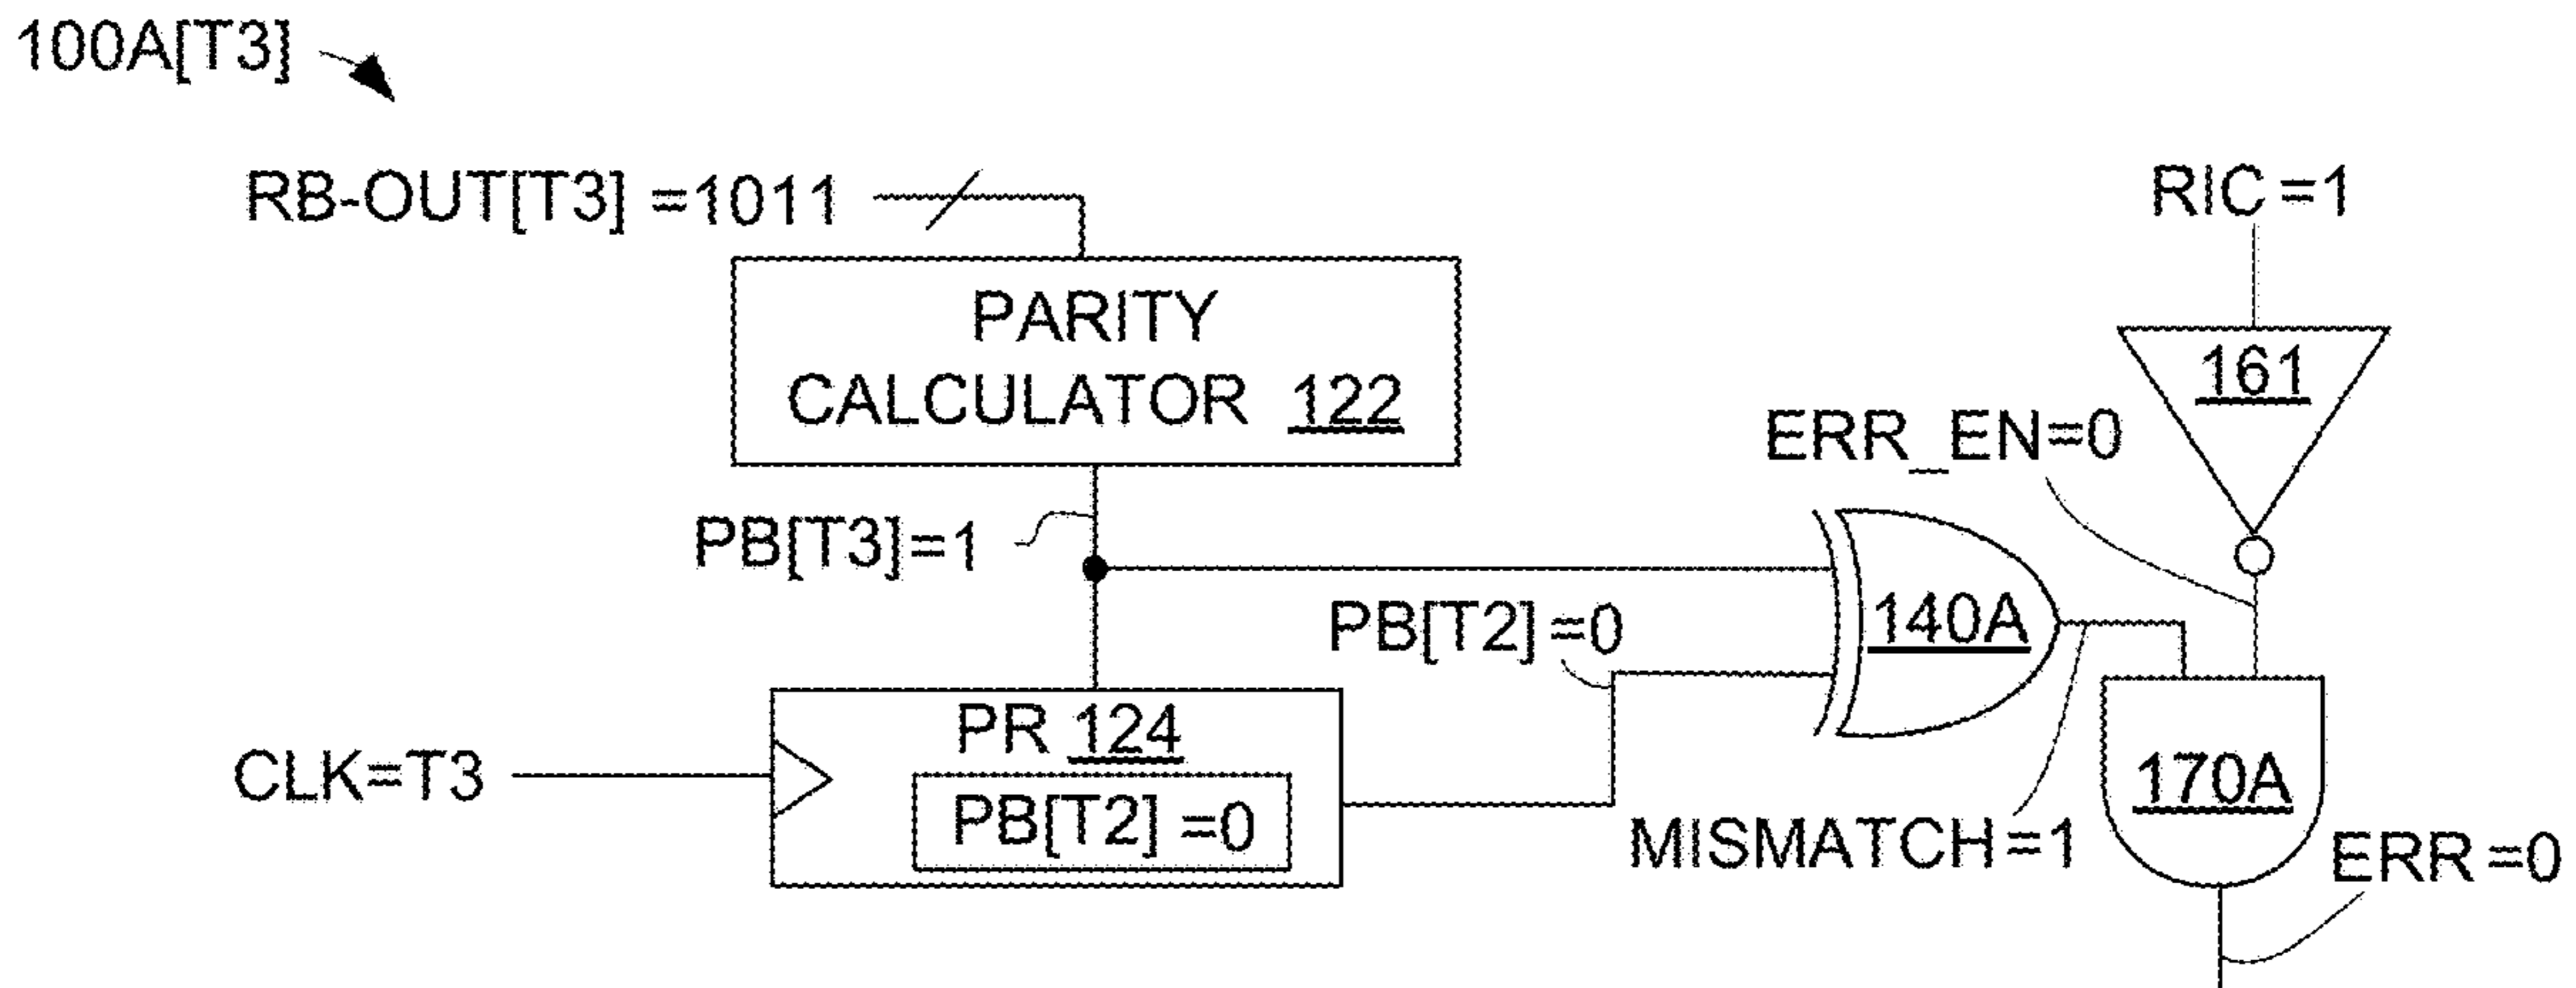 100A[T3]
RB-OUT[T3] =1011
RIC =1
PARITY
CALCULATOR 122
161
ERR_EN=0
PB[T3]=1
PB[T2] =0
140A
PR 124
CLK=T3
PB[T2] =0
170A
MISMATCH =1
ERR =0